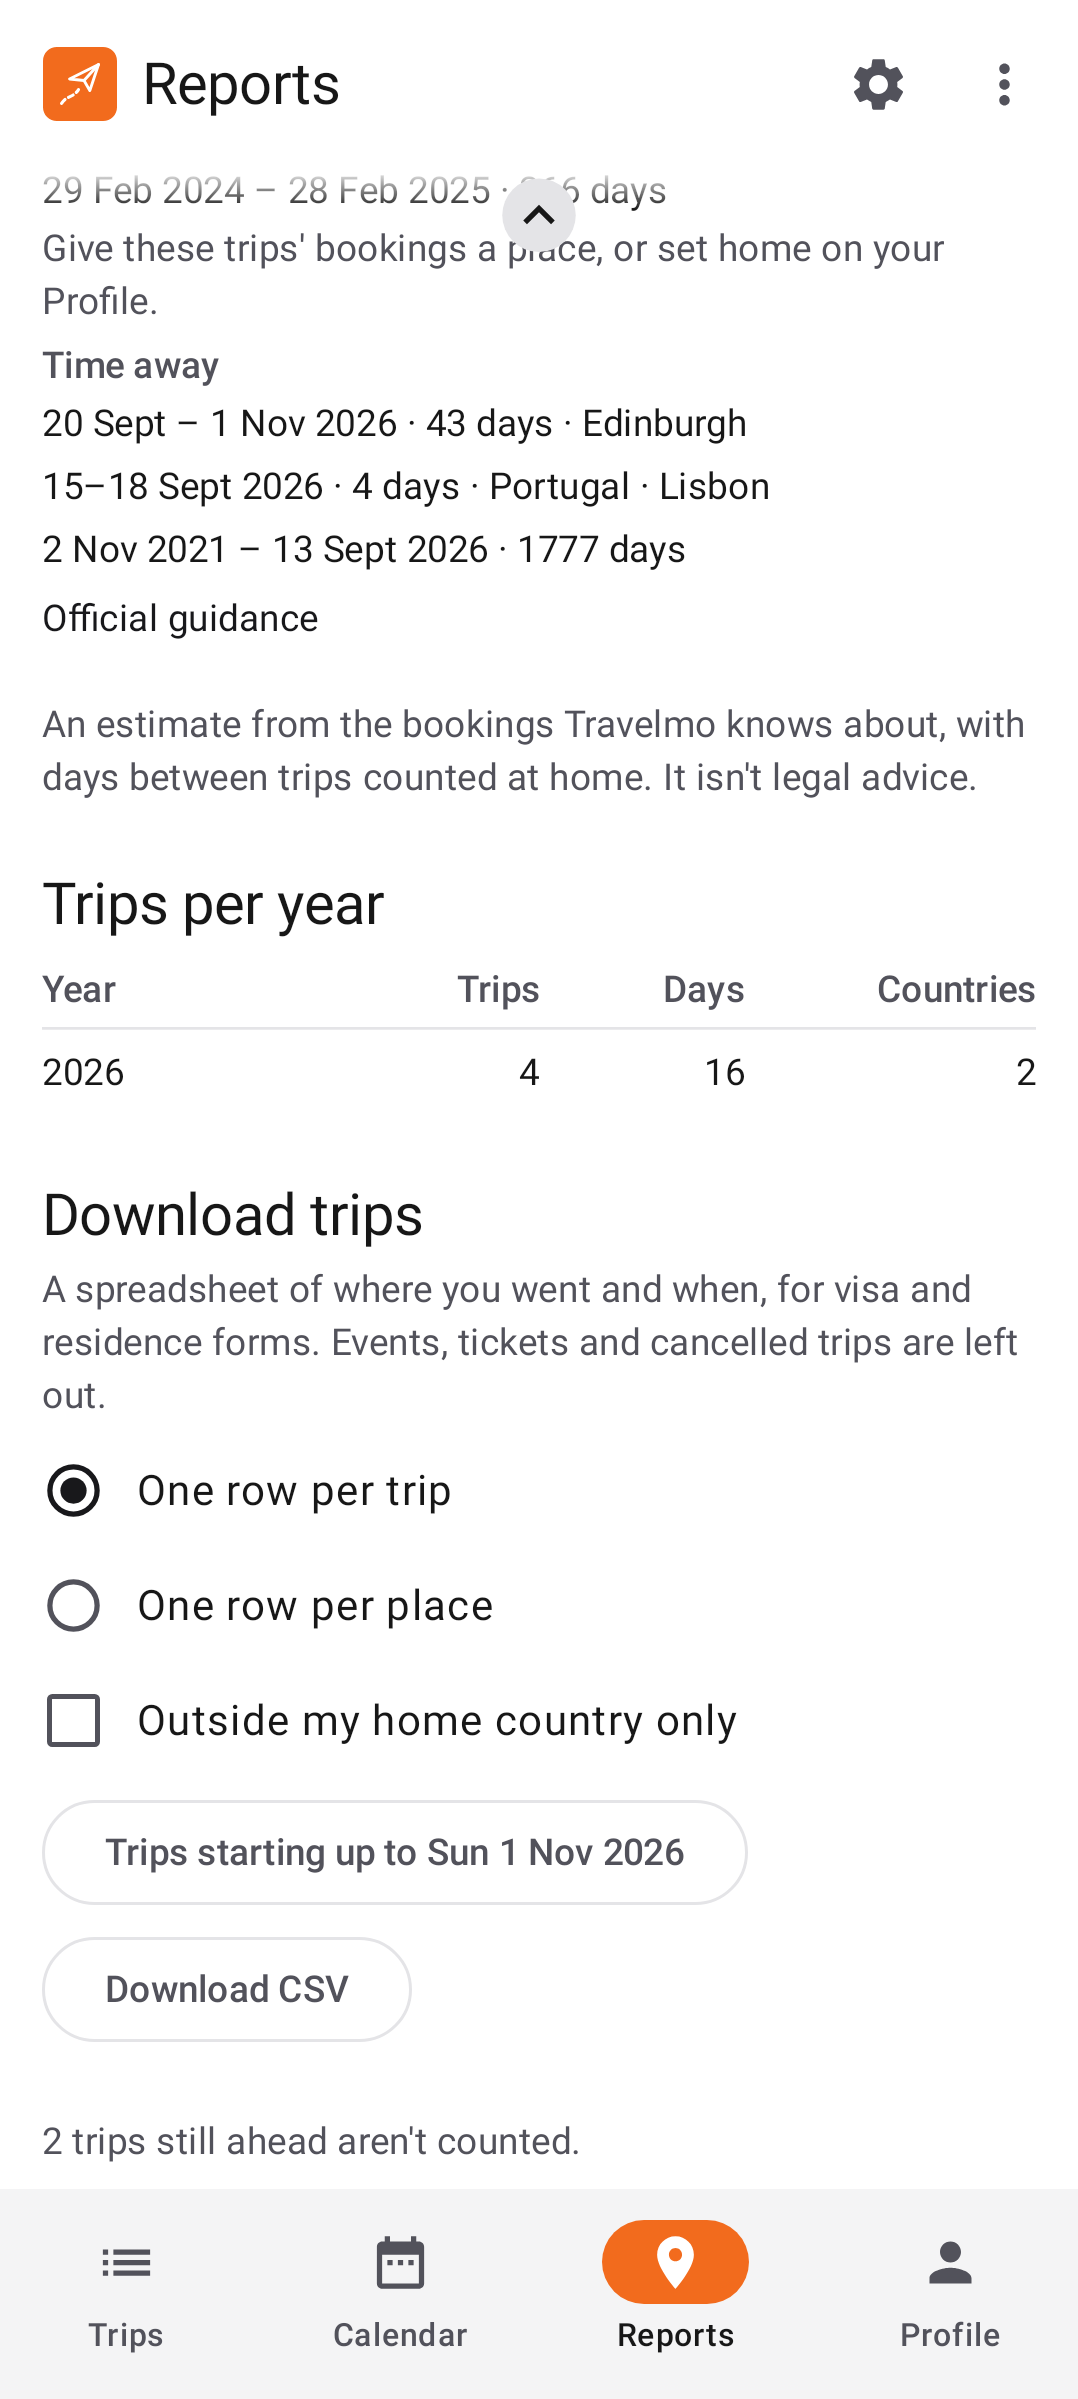 Reports
29 Feb 2024 – 28 Feb 2025 · 366 days
Give these trips' bookings a place, or set home on your
Profile.
Time away
20 Sept – 1 Nov 2026 · 43 days · Edinburgh
15–18 Sept 2026 · 4 days · Portugal · Lisbon
2 Nov 2021 – 13 Sept 2026 · 1777 days
Official guidance
An estimate from the bookings Travelmo knows about, with
days between trips counted at home. It isn't legal advice.
Trips per year
Year Trips Days Countries
2026 4 16 2
Download trips
A spreadsheet of where you went and when, for visa and
residence forms. Events, tickets and cancelled trips are left
out.
One row per trip
One row per place
Outside my home country only
Trips starting up to Sun 1 Nov 2026
Download CSV
2 trips still ahead aren't counted.
Trips Calendar Reports Profile